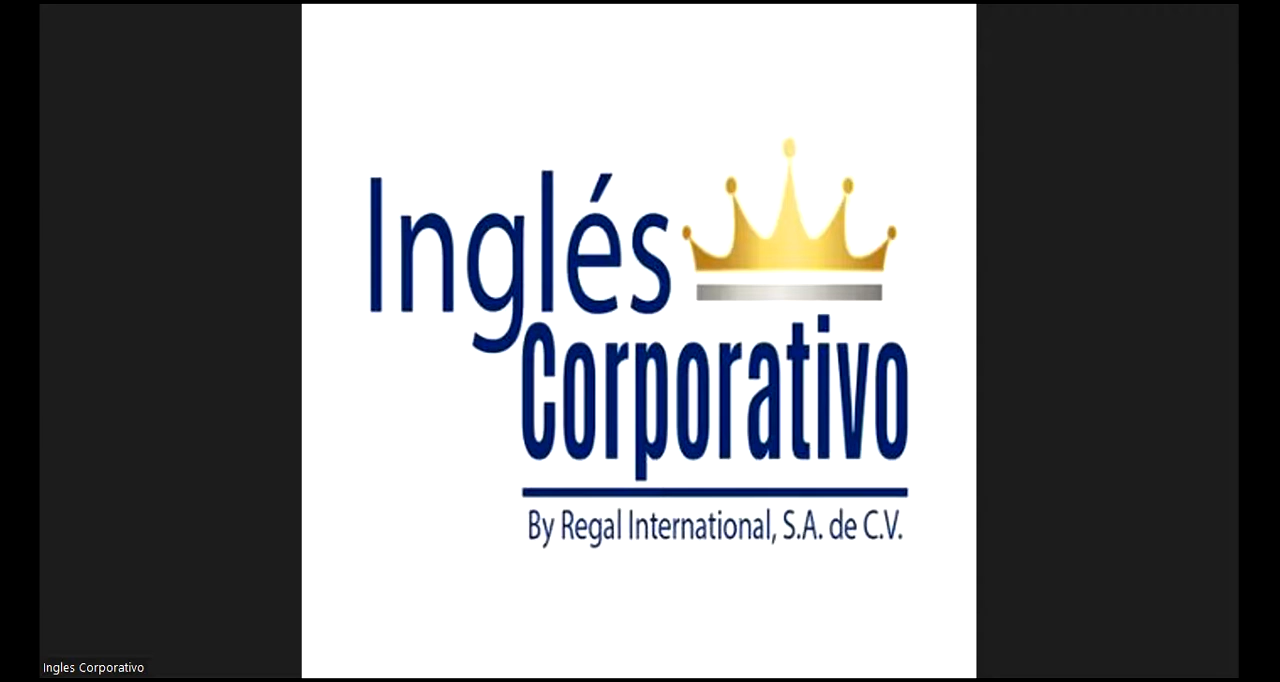 Inglés
Corporativo
By Regal International, S.A. de C.V.
Ingles Corporativo